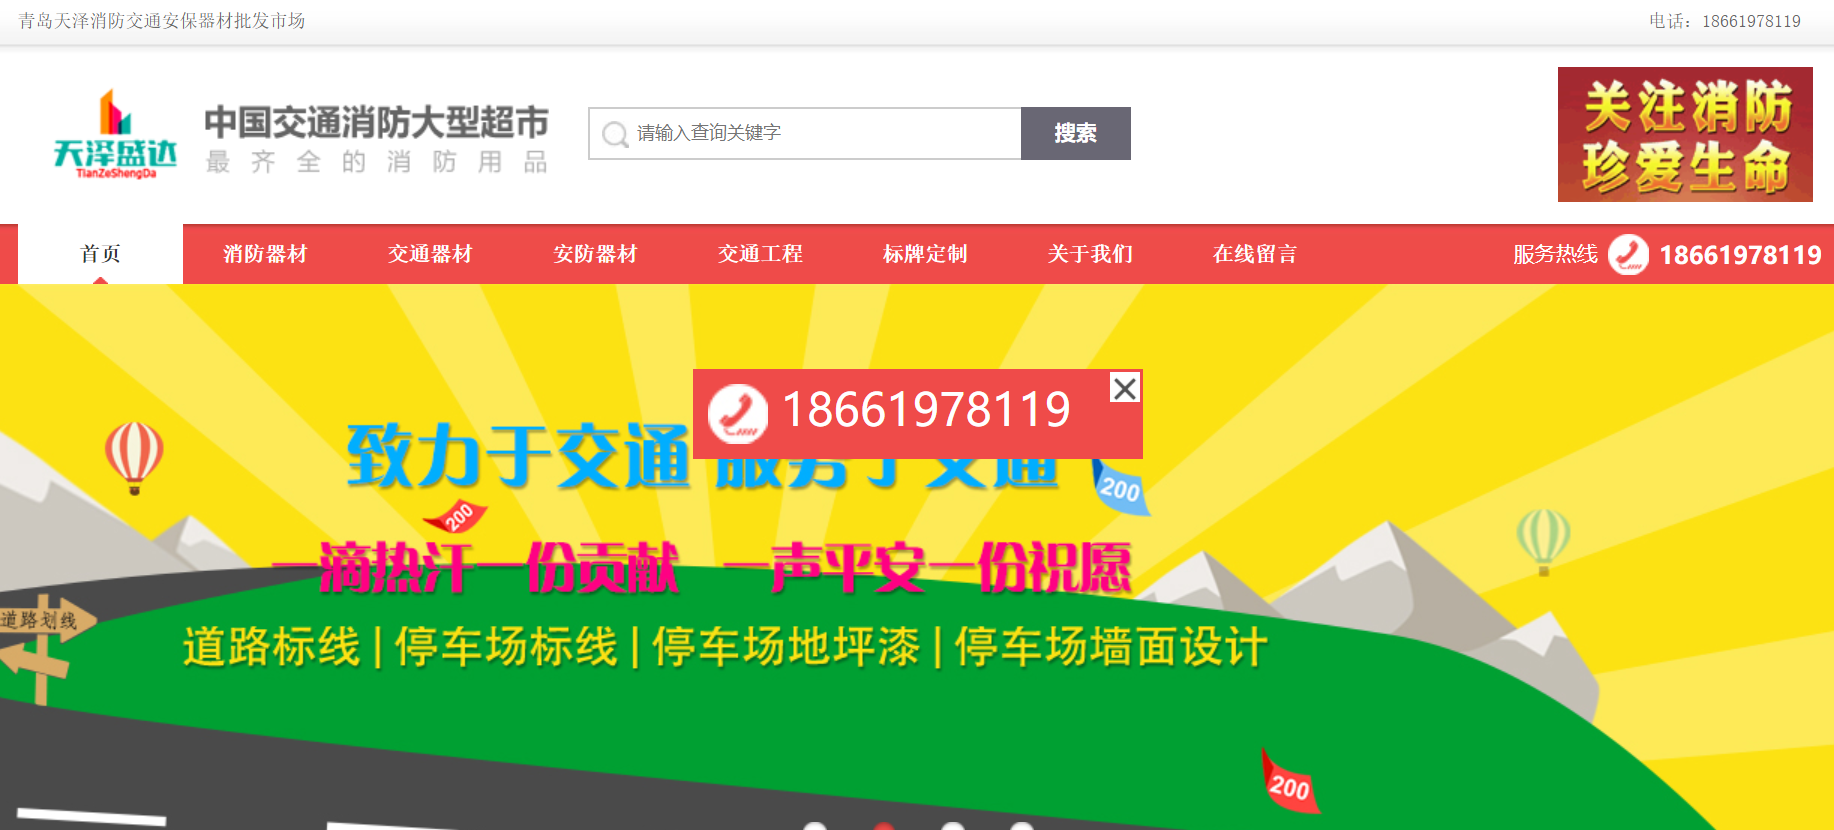 青岛天泽消防交通安保器材批发市场
电话：18661978119
天泽盛达
TianZeShengDa
中国交通消防大型超市
最齐全的消防用品
请输入查询关键字
搜索
关注消防
珍爱生命
首页 消防器材 交通器材 安防器材 交通工程 标牌定制 关于我们 在线留言
服务热线 18661978119
18661978119
致力于交通 服务于交通
200
200
一滴热汗一份贡献 一声平安一份祝愿
道路划线
道路标线 | 停车场标线 | 停车场地坪漆 | 停车场墙面设计
200